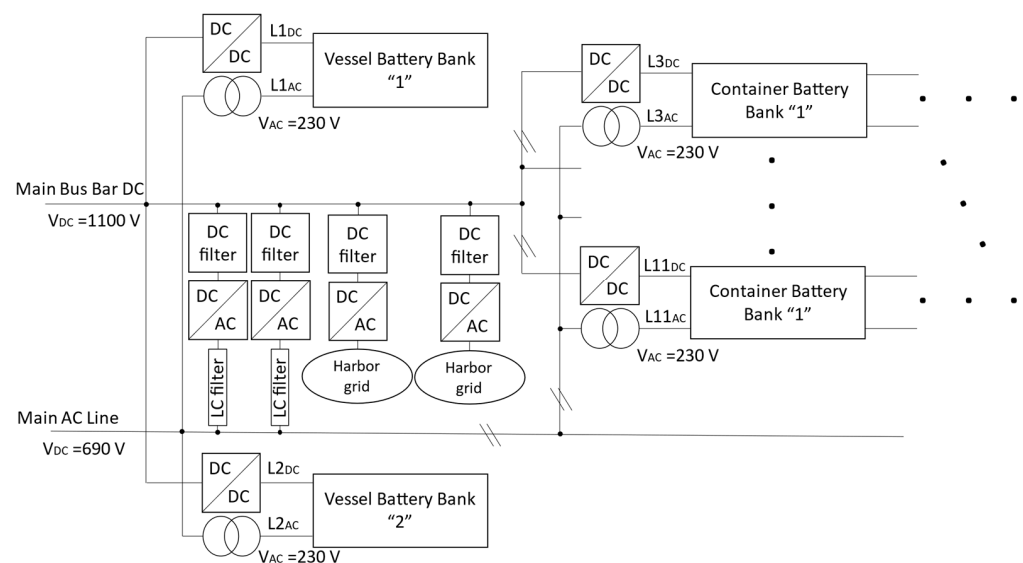 DC
DC
L1DC
L1AC
VAC =230 V
Vessel Battery Bank
“1”
DC
DC
L3DC
L3AC
VAC =230 V
Container Battery
Bank “1”
Main Bus Bar DC
VDC =1100 V
DC
filter
DC
filter
DC
filter
DC
filter
DC
AC
DC
AC
DC
AC
DC
AC
LC filter
LC filter
Harbor
grid
Harbor
grid
DC
DC
L11DC
L11AC
VAC =230 V
Container Battery
Bank “1”
Main AC Line
VDC =690 V
DC
DC
L2DC
L2AC
VAC =230 V
Vessel Battery Bank
“2”